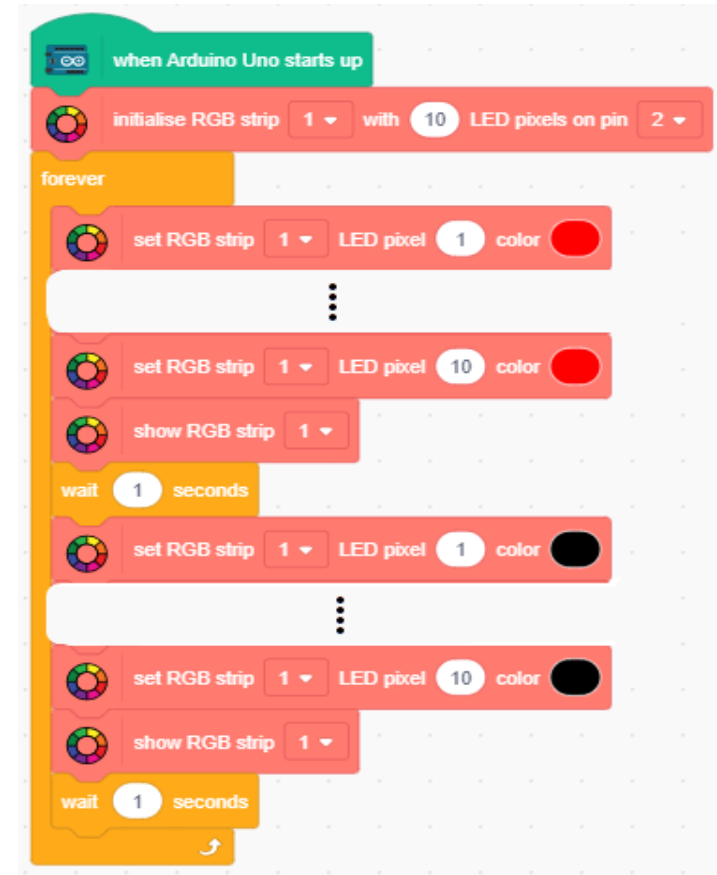 when Arduino Uno starts up
initialise RGB strip 1 with 10 LED pixels on pin 2
forever
set RGB strip 1 LED pixel 1 color
set RGB strip 1 LED pixel 10 color
show RGB strip 1
wait 1 seconds
set RGB strip 1 LED pixel 1 color
set RGB strip 1 LED pixel 10 color
show RGB strip 1
wait 1 seconds